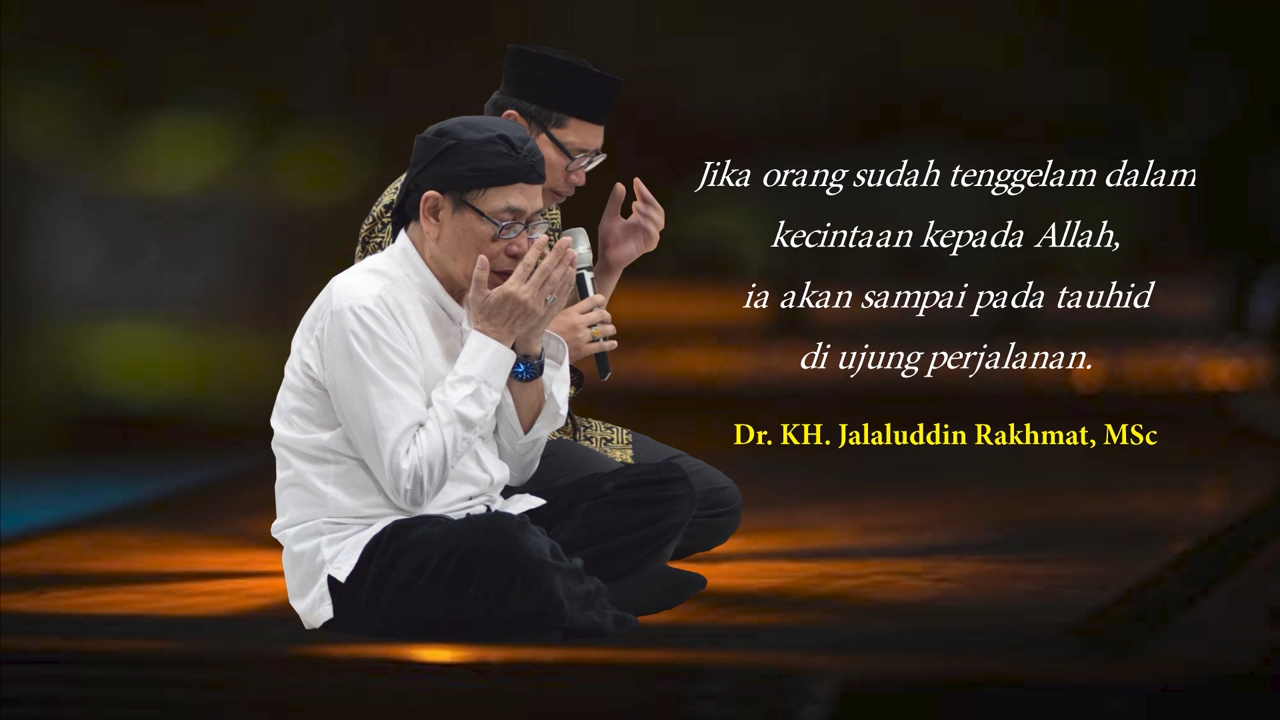 Jika orang sudah tenggelam dalam
kecintaan kepada Allah,
ia akan sampai pada tauhid
di ujung perjalanan.
Dr. KH. Jalaluddin Rakhmat, MSc